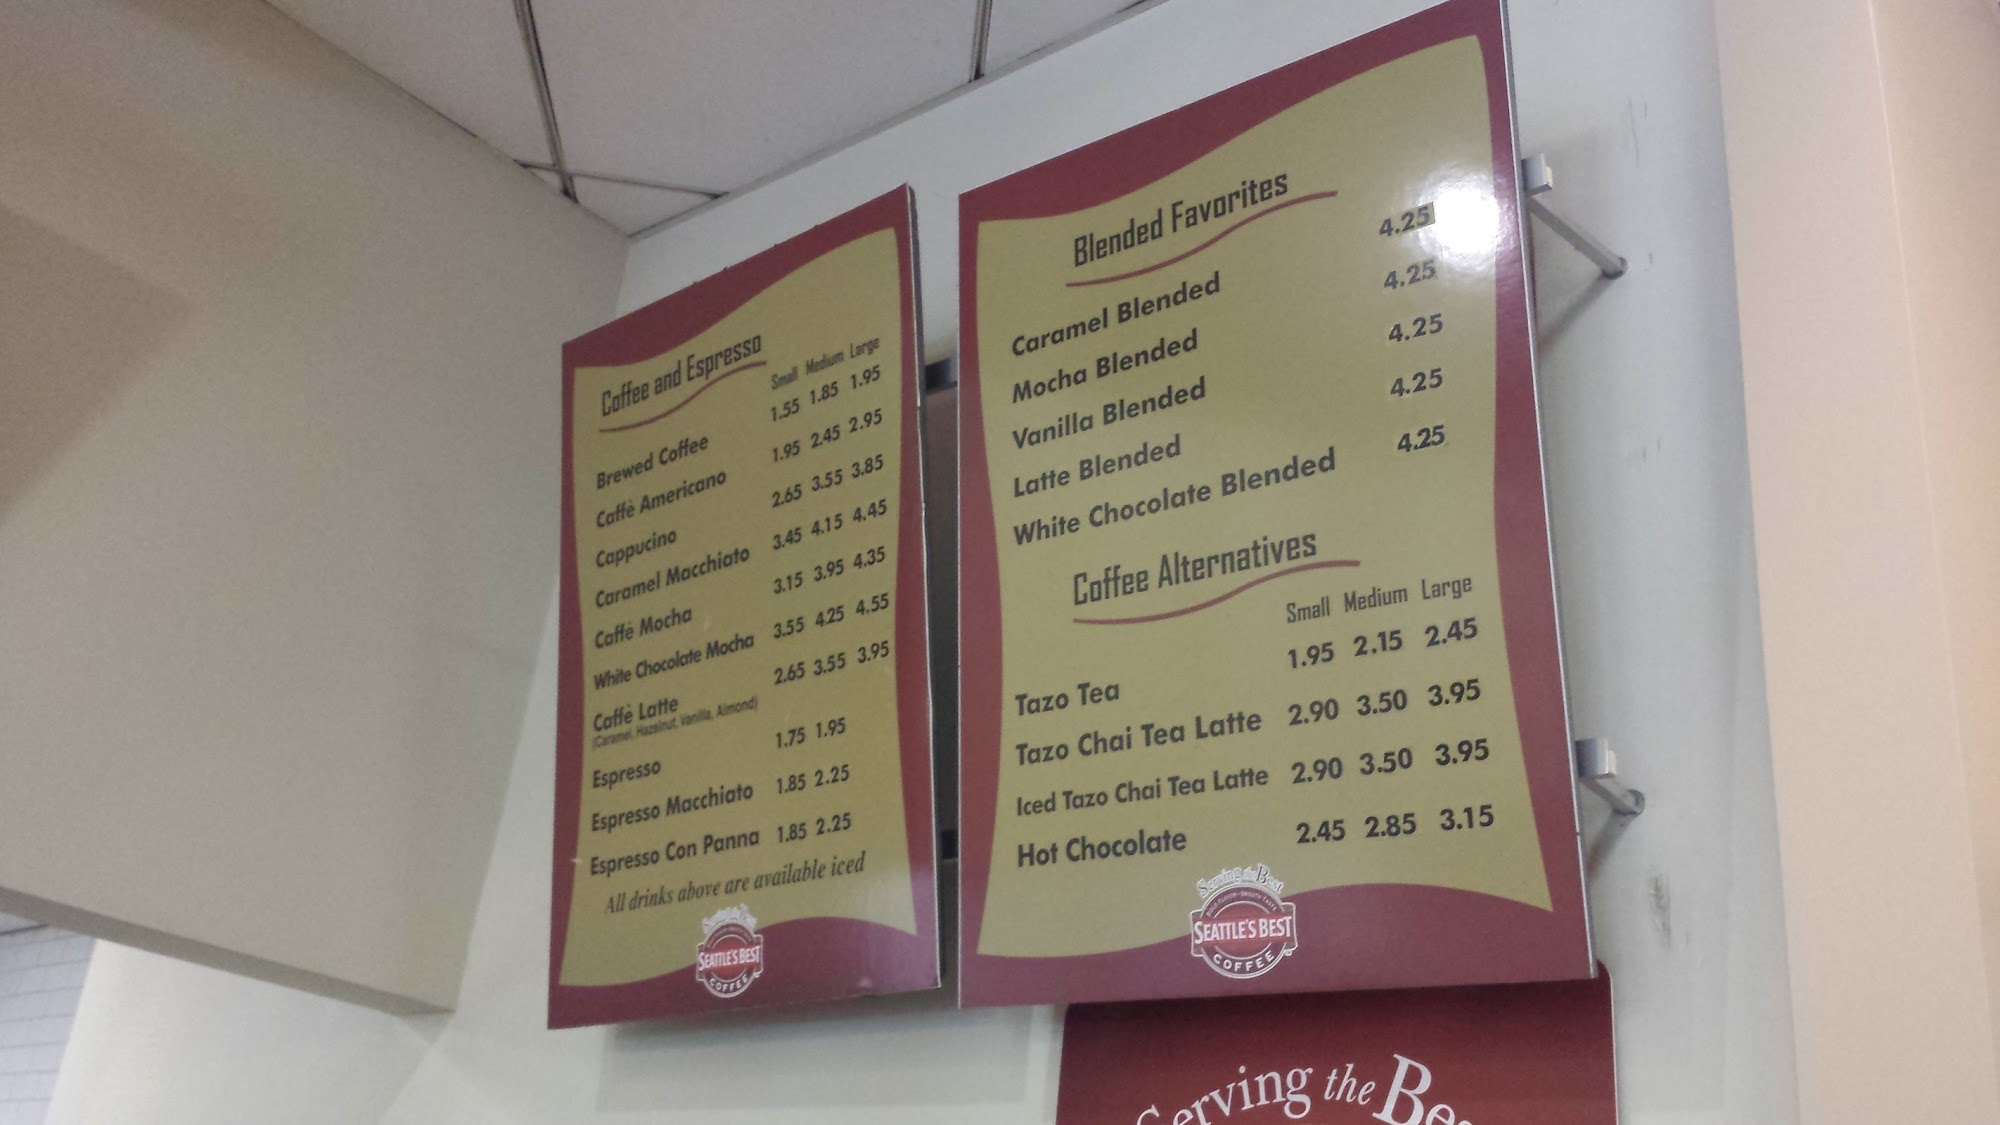 Coffee and Espresso
Small Medium Large
Brewed Coffee 1.55 1.85 1.95
Caffè Americano 1.95 2.45 2.95
Cappucino 2.65 3.55 3.85
Caramel Macchiato 3.45 4.15 4.45
Caffè Mocha 3.15 3.95 4.35
White Chocolate Mocha 3.55 4.25 4.55
Caffè Latte 2.65 3.55 3.95
(Caramel, Hazelnut, Vanilla, Almond)
Espresso 1.75 1.95
Espresso Macchiato 1.85 2.25
Espresso Con Panna 1.85 2.25
All drinks above are available iced
SEATTLE'S BEST
COFFEE
Blended Favorites
Caramel Blended 4.25
Mocha Blended 4.25
Vanilla Blended 4.25
Latte Blended 4.25
White Chocolate Blended 4.25
Coffee Alternatives
Small Medium Large
Tazo Tea 1.95 2.15 2.45
Tazo Chai Tea Latte 2.90 3.50 3.95
Iced Tazo Chai Tea Latte 2.90 3.50 3.95
Hot Chocolate 2.45 2.85 3.15
Serving the Best
SEATTLE'S BEST
COFFEE
Serving the Bes